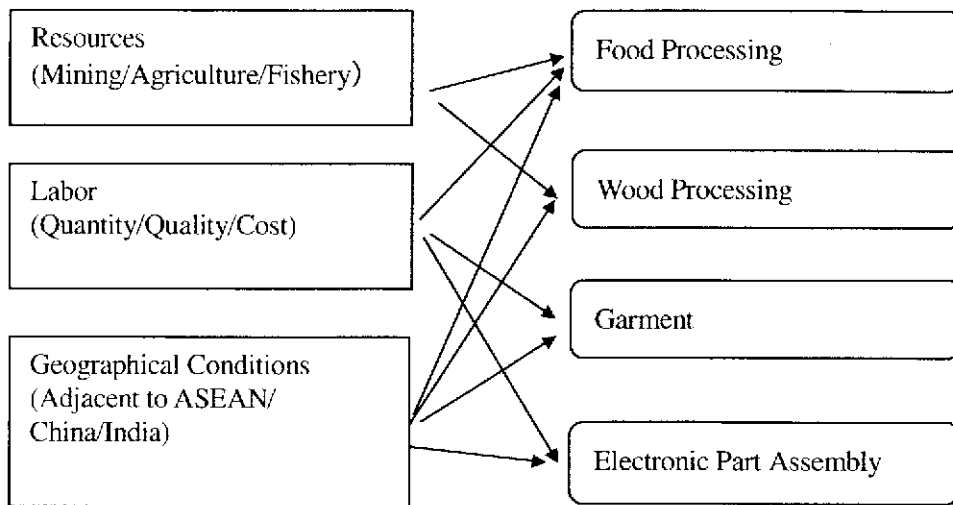 Resources
(Mining/Agriculture/Fishery)
Labor
(Quantity/Quality/Cost)
Geographical Conditions
(Adjacent to ASEAN/
China/India)
Food Processing
Wood Processing
Garment
Electronic Part Assembly